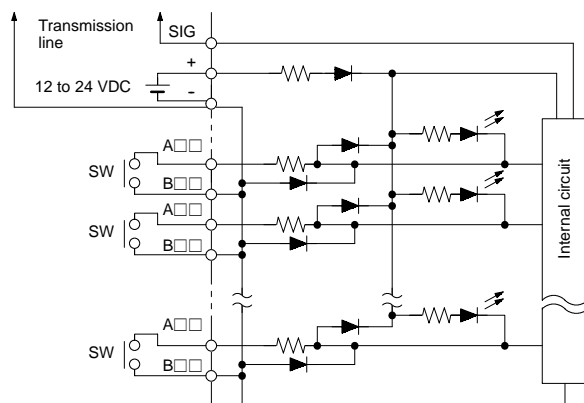 Transmission
line
SIG
+
12 to 24 VDC
-
A□□
SW
B□□
A□□
SW
B□□
A□□
SW
B□□
Internal circuit